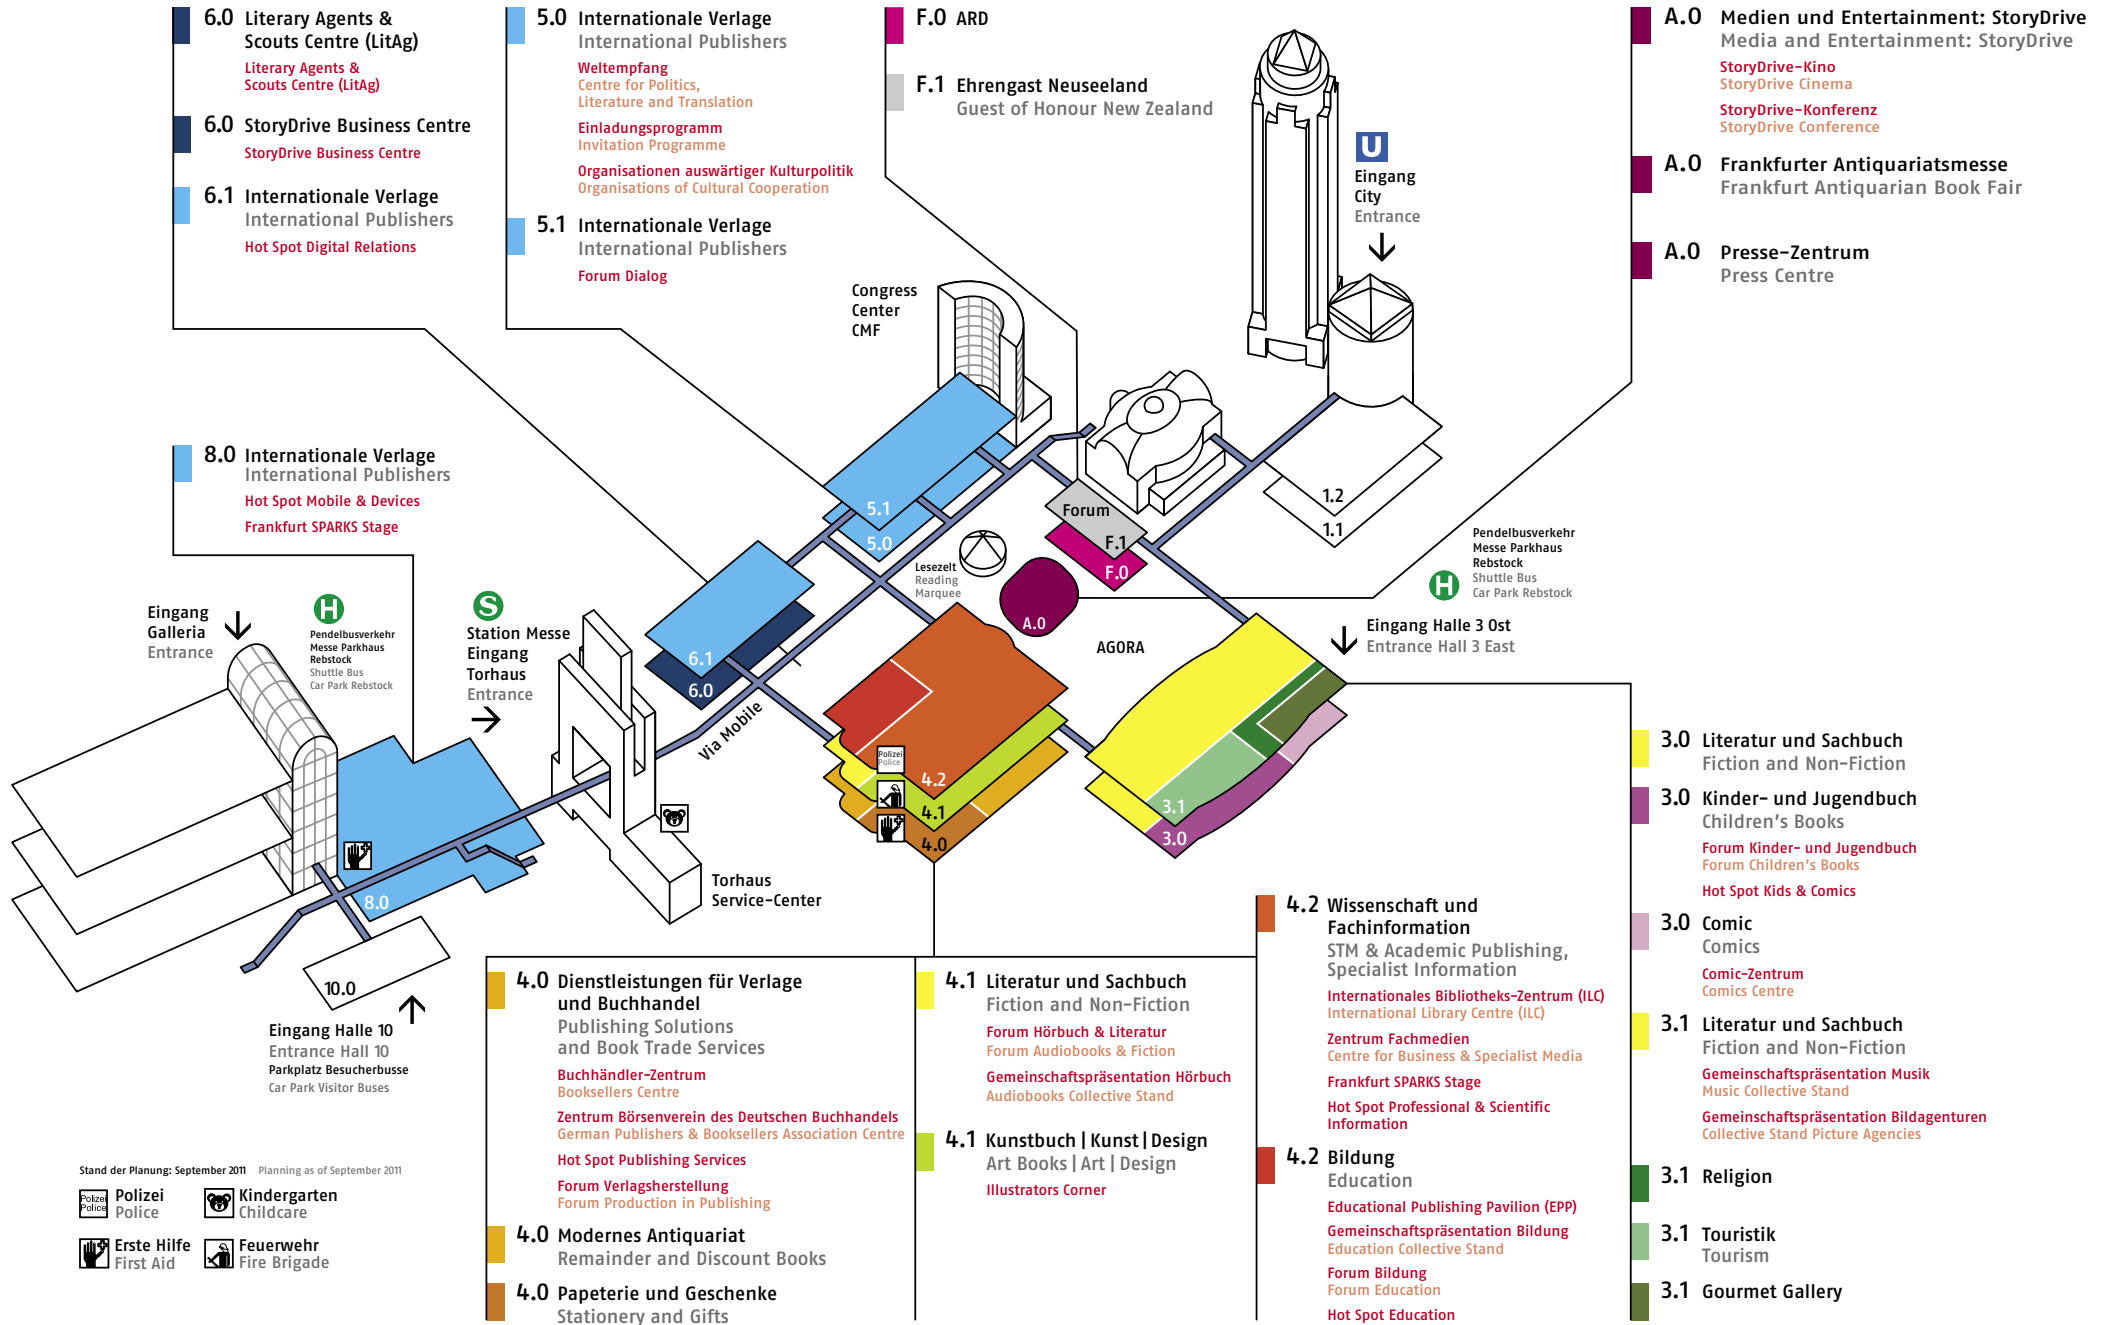 6.0 Literary Agents &
Scouts Centre (LitAg)
Literary Agents &
Scouts Centre (LitAg)
6.0 StoryDrive Business Centre
StoryDrive Business Centre
6.1 Internationale Verlage
International Publishers
Hot Spot Digital Relations
5.0 Internationale Verlage
International Publishers
Weltempfang
Centre for Politics,
Literature and Translation
Einladungsprogramm
Invitation Programme
Organisationen auswärtiger Kulturpolitik
Organisations of Cultural Cooperation
5.1 Internationale Verlage
International Publishers
Forum Dialog
F.0 ARD
F.1 Ehrengast Neuseeland
Guest of Honour New Zealand
A.0 Medien und Entertainment: StoryDrive
Media and Entertainment: StoryDrive
StoryDrive-Kino
StoryDrive Cinema
StoryDrive-Konferenz
StoryDrive Conference
A.0 Frankfurter Antiquariatsmesse
Frankfurt Antiquarian Book Fair
A.0 Presse-Zentrum
Press Centre
U
Eingang
City
Entrance
Congress
Center
CMF
8.0 Internationale Verlage
International Publishers
Hot Spot Mobile & Devices
Frankfurt SPARKS Stage
5.1
5.0
Forum
F.1
F.0
1.2
1.1
Lesezelt
Reading
Marquee
A.0
AGORA
H
Pendelbusverkehr
Messe Parkhaus
Rebstock
Shuttle Bus
Car Park Rebstock
Eingang Halle 3 Ost
Entrance Hall 3 East
Eingang
Galleria
Entrance
H
Pendelbusverkehr
Messe Parkhaus
Rebstock
Shuttle Bus
Car Park Rebstock
S
Station Messe
Eingang
Torhaus
Entrance
6.1
6.0
Via Mobile
Polizei
Police
4.2
4.1
4.0
3.1
3.0
8.0
10.0
Torhaus
Service-Center
Eingang Halle 10
Entrance Hall 10
Parkplatz Besucherbusse
Car Park Visitor Buses
3.0 Literatur und Sachbuch
Fiction and Non-Fiction
3.0 Kinder- und Jugendbuch
Children's Books
Forum Kinder- und Jugendbuch
Forum Children's Books
Hot Spot Kids & Comics
3.0 Comic
Comics
Comic-Zentrum
Comics Centre
3.1 Literatur und Sachbuch
Fiction and Non-Fiction
Gemeinschaftspräsentation Musik
Music Collective Stand
Gemeinschaftspräsentation Bildagenturen
Collective Stand Picture Agencies
3.1 Religion
3.1 Touristik
Tourism
3.1 Gourmet Gallery
4.0 Dienstleistungen für Verlage
und Buchhandel
Publishing Solutions
and Book Trade Services
Buchhändler-Zentrum
Booksellers Centre
Zentrum Börsenverein des Deutschen Buchhandels
German Publishers & Booksellers Association Centre
Hot Spot Publishing Services
Forum Verlagsherstellung
Forum Production in Publishing
4.0 Modernes Antiquariat
Remainder and Discount Books
4.0 Papeterie und Geschenke
Stationery and Gifts
4.1 Literatur und Sachbuch
Fiction and Non-Fiction
Forum Hörbuch & Literatur
Forum Audiobooks & Fiction
Gemeinschaftspräsentation Hörbuch
Audiobooks Collective Stand
4.1 Kunstbuch | Kunst | Design
Art Books | Art | Design
Illustrators Corner
4.2 Wissenschaft und
Fachinformation
STM & Academic Publishing,
Specialist Information
Internationales Bibliotheks-Zentrum (ILC)
International Library Centre (ILC)
Zentrum Fachmedien
Centre for Business & Specialist Media
Frankfurt SPARKS Stage
Hot Spot Professional & Scientific
Information
4.2 Bildung
Education
Educational Publishing Pavilion (EPP)
Gemeinschaftspräsentation Bildung
Education Collective Stand
Forum Bildung
Forum Education
Hot Spot Education
Stand der Planung: September 2011 Planning as of September 2011
Polizei
Police
Polizei
Police
Kindergarten
Childcare
Erste Hilfe
First Aid
Feuerwehr
Fire Brigade